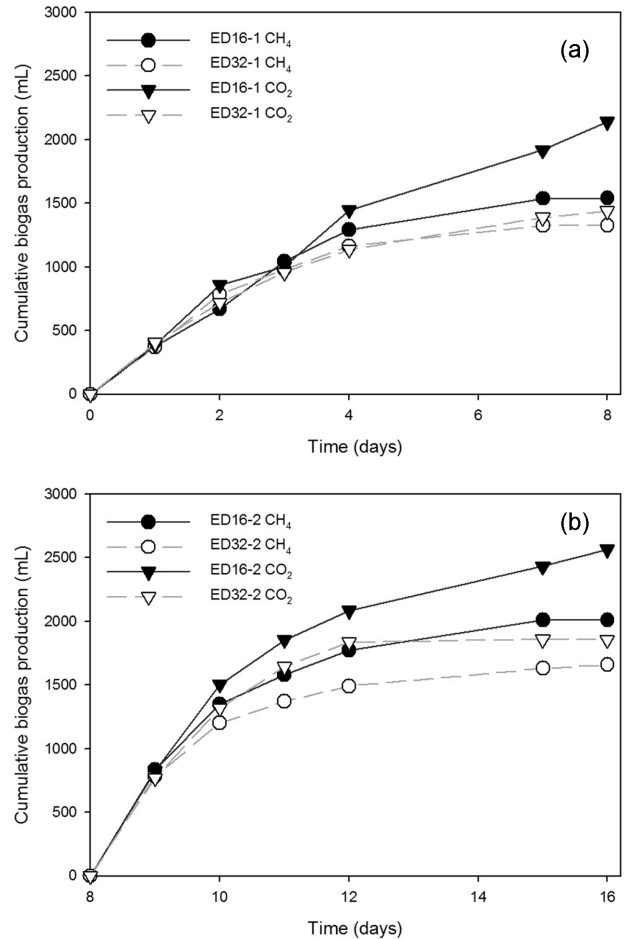 (a)
ED16-1 CH4
ED32-1 CH4
ED16-1 CO2
ED32-1 CO2
Cumulative biogas production (mL)
3000
2500
2000
1500
1000
500
0
0 2 4 6 8
Time (days)
(b)
ED16-2 CH4
ED32-2 CH4
ED16-2 CO2
ED32-2 CO2
Cumulative biogas production (mL)
3000
2500
2000
1500
1000
500
0
8 10 12 14 16
Time (days)